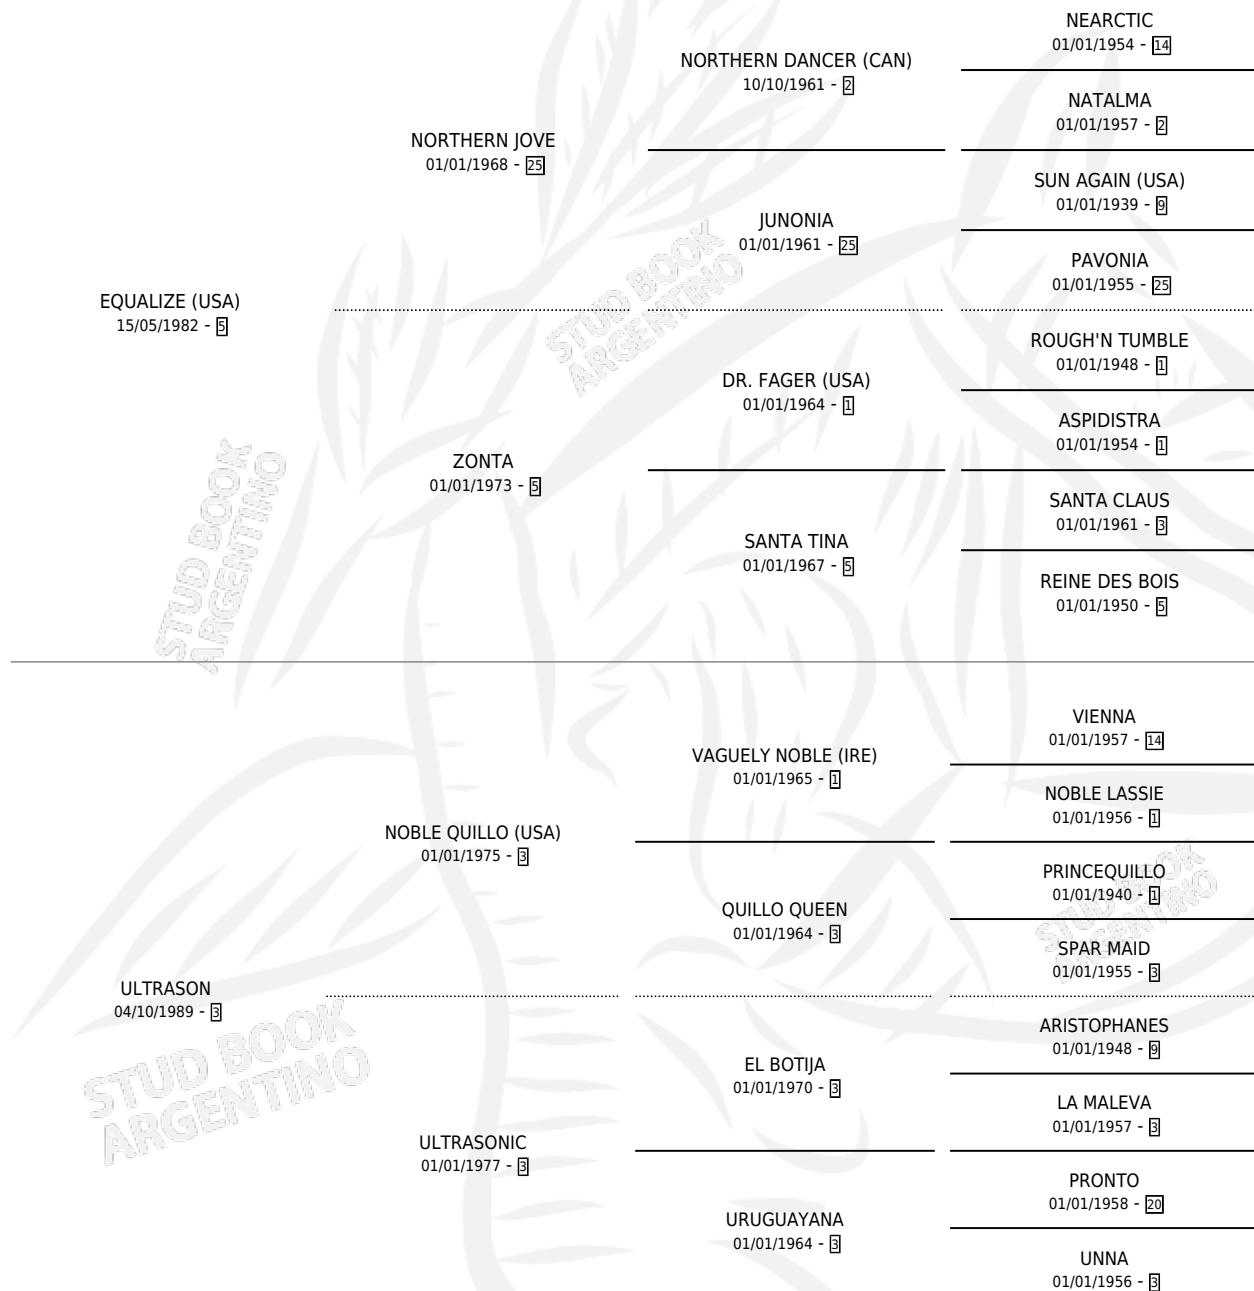 NEARCTIC
01/01/1954 - 14
NORTHERN DANCER (CAN)
10/10/1961 - 2
NATALMA
01/01/1957 - 2
NORTHERN JOVE
01/01/1968 - 25
SUN AGAIN (USA)
01/01/1939 - 9
JUNONIA
01/01/1961 - 25
PAVONIA
01/01/1955 - 25
EQUALIZE (USA)
15/05/1982 - 5
ROUGH'N TUMBLE
01/01/1948 - 1
DR. FAGER (USA)
01/01/1964 - 1
ASPIDISTRA
01/01/1954 - 1
ZONTA
01/01/1973 - 5
SANTA CLAUS
01/01/1961 - 3
SANTA TINA
01/01/1967 - 5
REINE DES BOIS
01/01/1950 - 5
VIENNA
01/01/1957 - 14
VAGUELY NOBLE (IRE)
01/01/1965 - 1
NOBLE LASSIE
01/01/1956 - 1
NOBLE QUILLO (USA)
01/01/1975 - 3
PRINCEQUILLO
01/01/1940 - 1
QUILLO QUEEN
01/01/1964 - 3
SPAR MAID
01/01/1955 - 3
ULTRASON
04/10/1989 - 3
ARISTOPHANES
01/01/1948 - 9
EL BOTIJA
01/01/1970 - 3
LA MALEVA
01/01/1957 - 3
ULTRASONIC
01/01/1977 - 3
PRONTO
01/01/1958 - 20
URUGUAYANA
01/01/1964 - 3
UNNA
01/01/1956 - 3
STUD BOOK
ARGENTINO
STUD BOOK
ARGENTINO
STUD BOOK
ARGENTINO
STUD BOOK
ARGENTINO